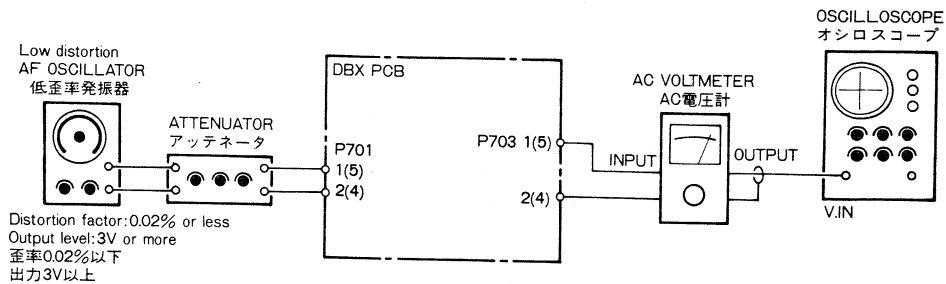 Low distortion
AF OSCILLATOR
低歪率発振器
ATTENUATOR
アッテネータ
Distortion factor:0.02% or less
Output level:3V or more
歪率0.02%以下
出力3V以上
DBX PCB
P701
1(5)
2(4)
P703 1(5)
2(4)
AC VOLTMETER
AC電圧計
INPUT
OUTPUT
OSCILLOSCOPE
オシロスコープ
V.IN